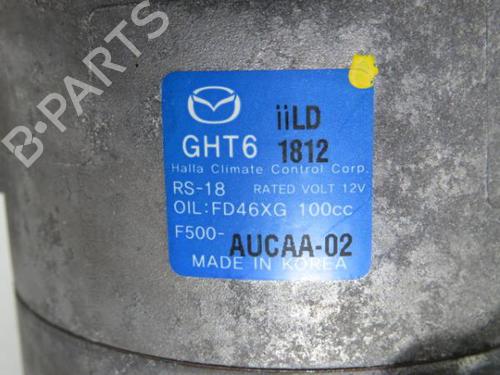 B-PARTS
GHT6 iiLD
1812
Halla Climate Control Corp.
RS-18 RATED VOLT 12V
OIL:FD46XG 100cc
F500- AUCAA-02
MADE IN KOREA